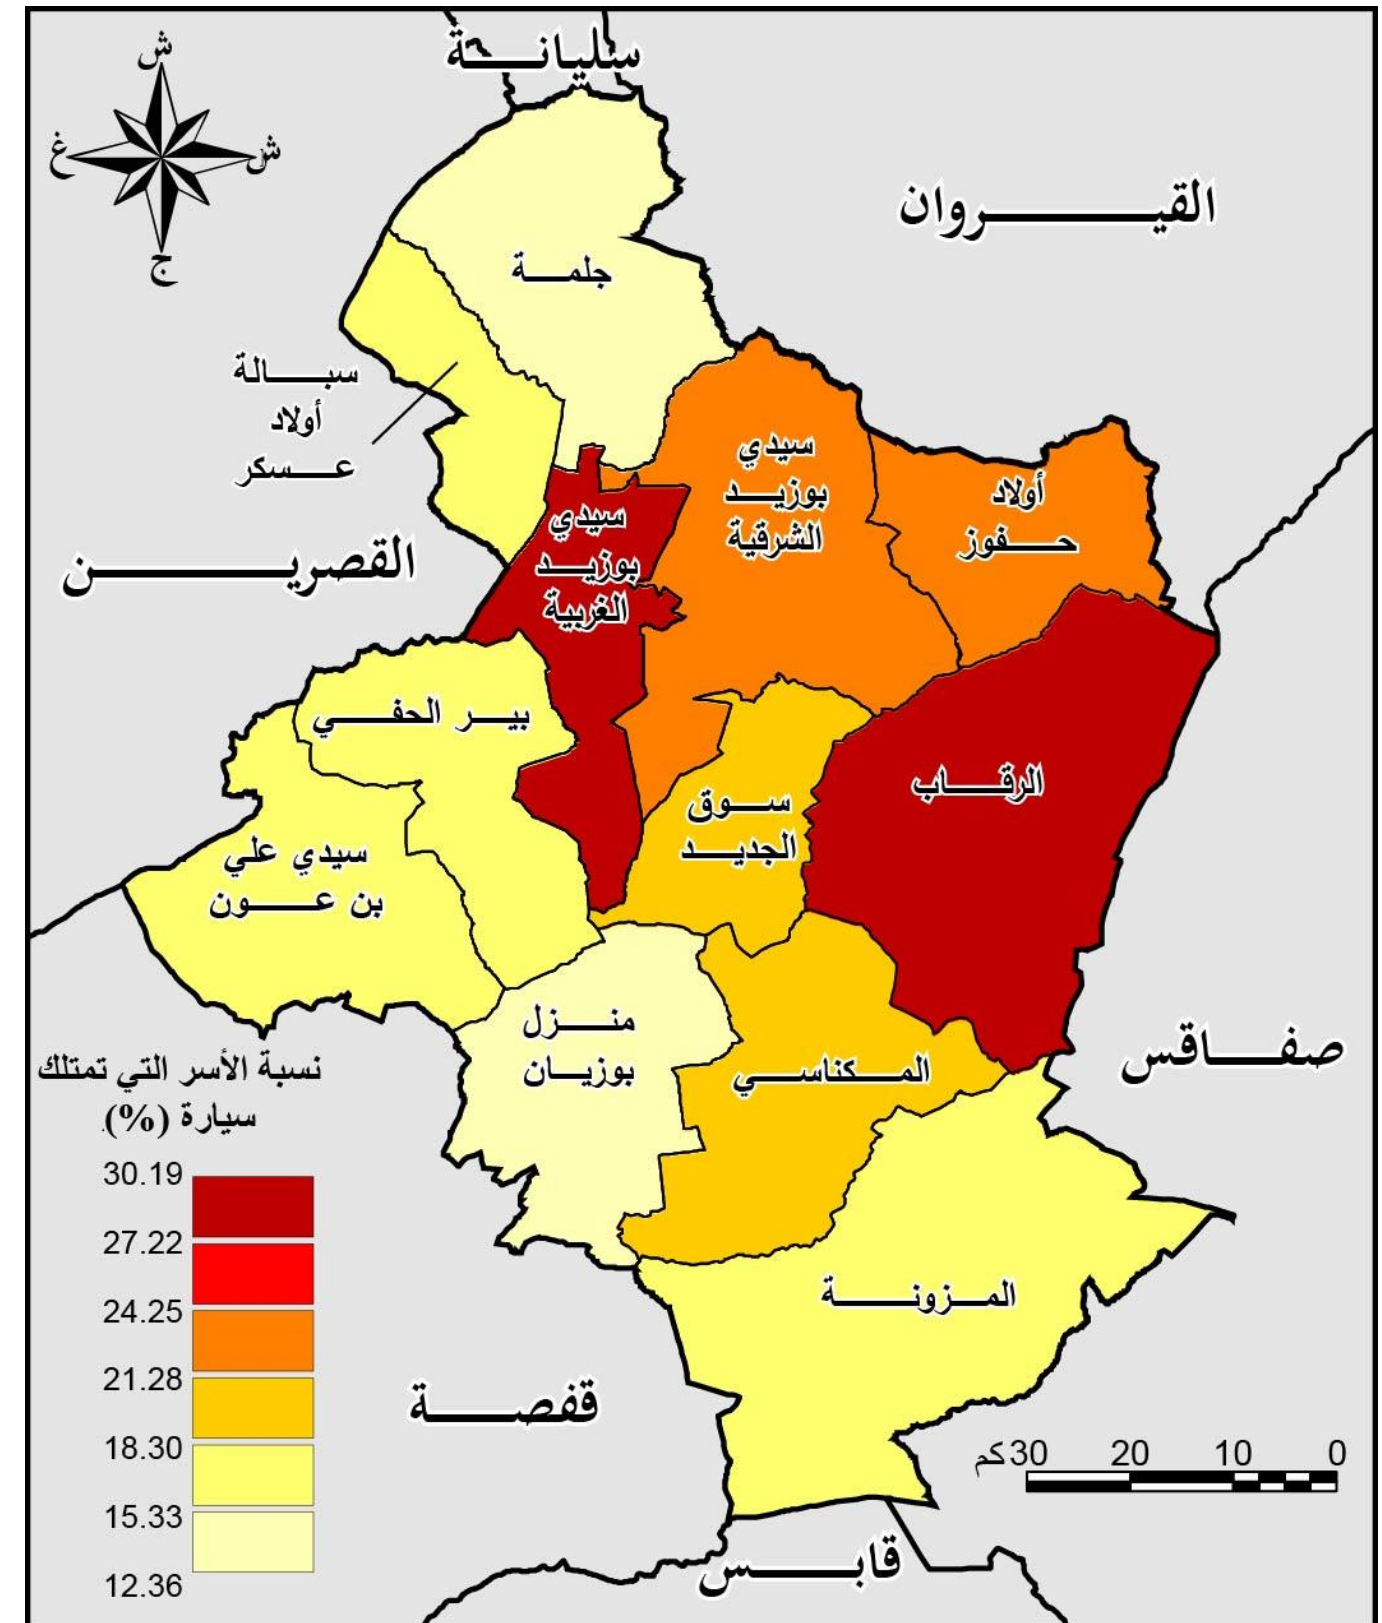 سليانة
ش
غ
ش
ج
القيروان
جلمة
سبالة
أولاد
عسكر
سيدي
بوزيد
الشرقية
أولاد
حفوز
سيدي
بوزيد
الغربية
القصرين
بير الحفي
الرقاب
سوق
الجديد
سيدي علي
بن عون
منزل
بوزيان
المكناسي
صفاقس
نسبة الأسر التي تمتلك
سيارة (%)
30.19
27.22
24.25
21.28
18.30
15.33
12.36
المزونة
قفصة
0 10 20 30 كم
قابس